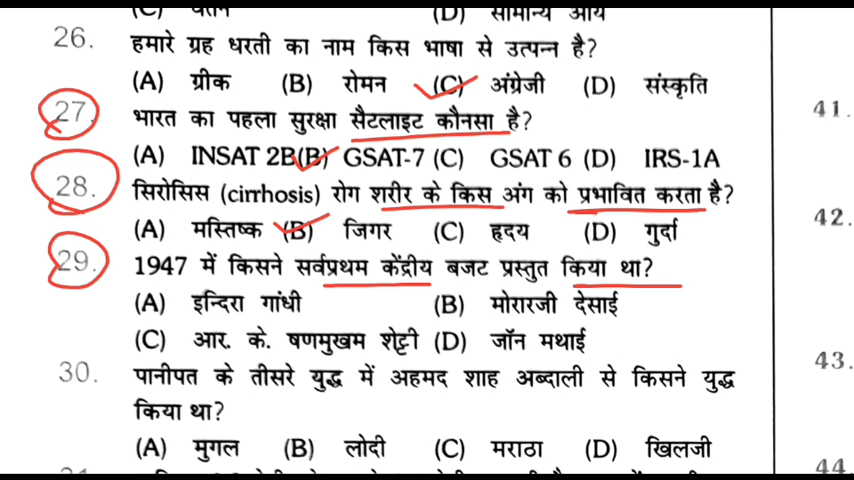 (C) वेतन (D) सामान्य आय
26. हमारे ग्रह धरती का नाम किस भाषा से उत्पन्न है?
(A) ग्रीक (B) रोमन (C) अंग्रेजी (D) संस्कृति
27. भारत का पहला सुरक्षा सैटलाइट कौनसा है?
(A) INSAT 2B (B) GSAT-7 (C) GSAT 6 (D) IRS-1A
28. सिरोसिस (cirrhosis) रोग शरीर के किस अंग को प्रभावित करता है?
(A) मस्तिष्क (B) जिगर (C) हृदय (D) गुर्दा
29. 1947 में किसने सर्वप्रथम केंद्रीय बजट प्रस्तुत किया था?
(A) इन्दिरा गांधी (B) मोरारजी देसाई
(C) आर. के. षणमुखम शेट्टी (D) जॉन मथाई
30. पानीपत के तीसरे युद्ध में अहमद शाह अब्दाली से किसने युद्ध
किया था?
(A) मुगल (B) लोदी (C) मराठा (D) खिलजी
41.
42.
43.
44.